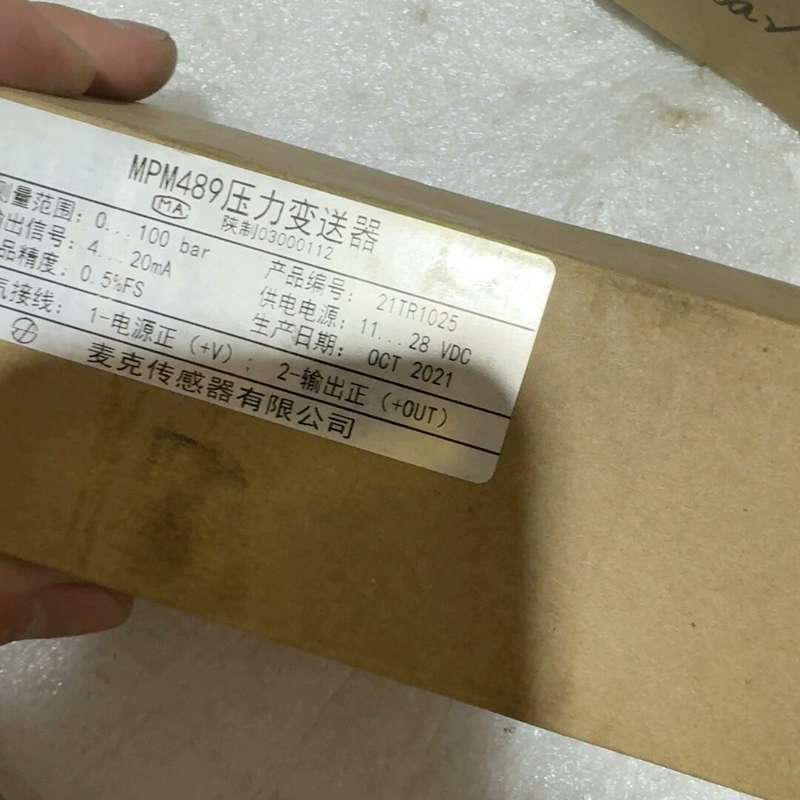 MPM489压力变送器
MA 陕制03000112
测量范围: 0...100 bar 产品编号: 21TR1025
输出信号: 4...20mA 供电电源: 11...28 VDC
品精度: 0.5%FS 生产日期: OCT 2021
气接线: 1-电源正(+V); 2-输出正(+OUT)
麦克传感器有限公司